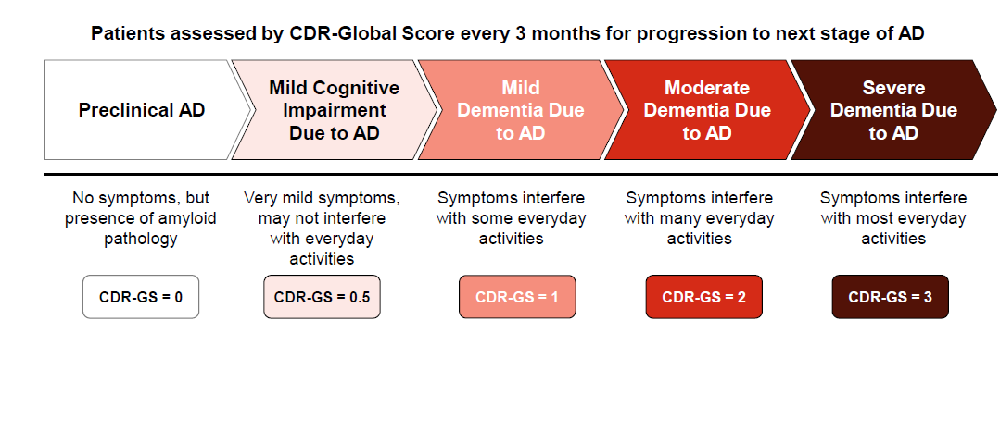 Patients assessed by CDR-Global Score every 3 months for progression to next stage of AD
Preclinical AD
Mild Cognitive
Impairment
Due to AD
Mild
Dementia Due
to AD
Moderate
Dementia Due
to AD
Severe
Dementia Due
to AD
No symptoms, but
presence of amyloid
pathology
Very mild symptoms,
may not interfere
with everyday
activities
Symptoms interfere
with some everyday
activities
Symptoms interfere
with many everyday
activities
Symptoms interfere
with most everyday
activities
CDR-GS = 0
CDR-GS = 0.5
CDR-GS = 1
CDR-GS = 2
CDR-GS = 3